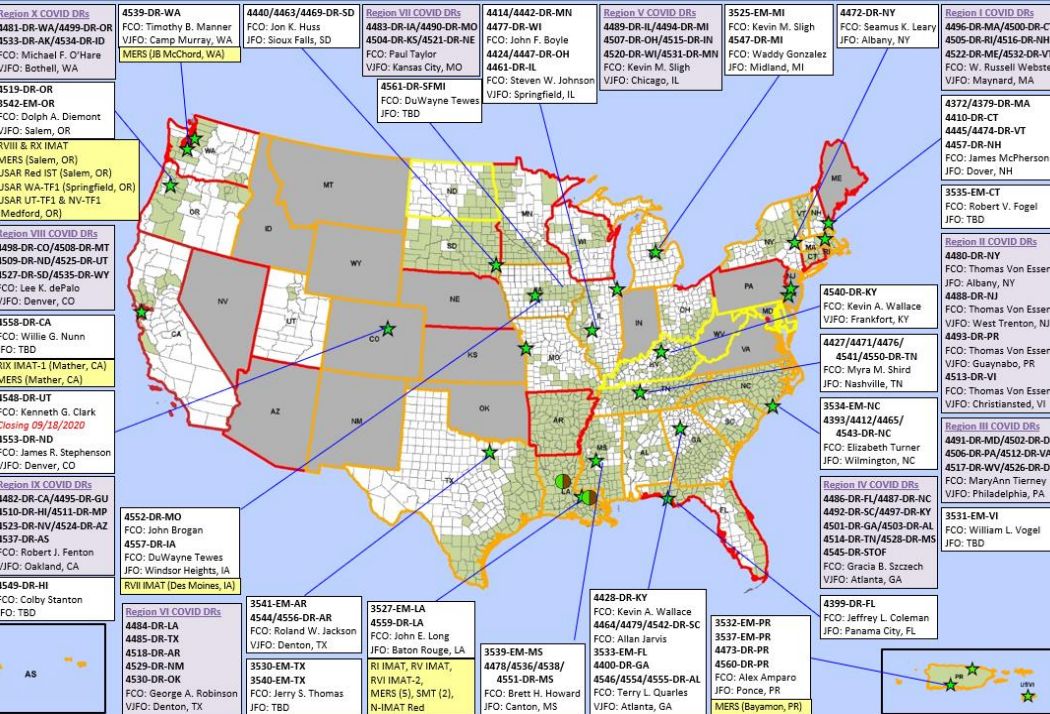 Region X COVID DRs
4481-DR-WA/4499-DR-OR
4533-DR-AK/4534-DR-ID
FCO: Michael F. O'Hare
VJFO: Bothell, WA
4539-DR-WA
FCO: Timothy B. Manner
VJFO: Camp Murray, WA
MERS (JB McChord, WA)
4440/4463/4469-DR-SD
FCO: Jon K. Huss
JFO: Sioux Falls, SD
Region VII COVID DRs
4483-DR-IA/4490-DR-MO
4504-DR-KS/4521-DR-NE
FCO: Paul Taylor
VJFO: Kansas City, MO
4561-DR-SFMI
FCO: DuWayne Tewes
JFO: TBD
4414/4442-DR-MN
4477-DR-WI
FCO: John F. Boyle
4424/4447-DR-OH
4461-DR-IL
FCO: Steven W. Johnson
VJFO: Springfield, IL
Region V COVID DRs
4489-DR-IL/4494-DR-MI
4507-DR-OH/4515-DR-IN
4520-DR-WI/4531-DR-MN
FCO: Kevin M. Sligh
VJFO: Chicago, IL
3525-EM-MI
FCO: Kevin M. Sligh
4547-DR-MI
FCO: Waddy Gonzalez
JFO: Midland, MI
4472-DR-NY
FCO: Seamus K. Leary
JFO: Albany, NY
Region I COVID DRs
4496-DR-MA/4500-DR-CT
4505-DR-RI/4516-DR-NH
4522-DR-ME/4532-DR-VT
FCO: W. Russell Webste
VJFO: Maynard, MA
4519-DR-OR
3542-EM-OR
FCO: Dolph A. Diemont
VJFO: Salem, OR
RVIII & RX IMAT
MERS (Salem, OR)
USAR Red IST (Salem, OR)
USAR WA-TF1 (Springfield, OR)
USAR UT-TF1 & NV-TF1
(Medford, OR)
4372/4379-DR-MA
4410-DR-CT
4445/4474-DR-VT
4457-DR-NH
FCO: James McPherson
JFO: Dover, NH
3535-EM-CT
FCO: Robert V. Fogel
JFO: TBD
Region VIII COVID DRs
4498-DR-CO/4508-DR-MT
4509-DR-ND/4525-DR-UT
4527-DR-SD/4535-DR-WY
FCO: Lee K. dePalo
VJFO: Denver, CO
Region II COVID DRs
4480-DR-NY
FCO: Thomas Von Essen
JFO: Albany, NY
4488-DR-NJ
FCO: Thomas Von Essen
VJFO: West Trenton, NJ
4493-DR-PR
FCO: Thomas Von Essen
VJFO: Guaynabo, PR
4513-DR-VI
FCO: Thomas Von Essen
VJFO: Christiansted, VI
4558-DR-CA
FCO: Willie G. Nunn
JFO: TBD
RIX IMAT-1 (Mather, CA)
MERS (Mather, CA)
4540-DR-KY
FCO: Kevin A. Wallace
VJFO: Frankfort, KY
4427/4471/4476/
4541/4550-DR-TN
FCO: Myra M. Shird
JFO: Nashville, TN
4548-DR-UT
FCO: Kenneth G. Clark
Closing 09/18/2020
4553-DR-ND
FCO: James R. Stephenson
VJFO: Denver, CO
3534-EM-NC
4393/4412/4465/
4543-DR-NC
FCO: Elizabeth Turner
JFO: Wilmington, NC
Region III COVID DRs
4491-DR-MD/4502-DR-D
4506-DR-PA/4512-DR-VA
4517-DR-WV/4526-DR-D
FCO: MaryAnn Tierney
VJFO: Philadelphia, PA
Region IX COVID DRs
4482-DR-CA/4495-DR-GU
4510-DR-HI/4511-DR-MP
4523-DR-NV/4524-DR-AZ
4537-DR-AS
FCO: Robert J. Fenton
VJFO: Oakland, CA
Region IV COVID DRs
4486-DR-FL/4487-DR-NC
4492-DR-SC/4497-DR-KY
4501-DR-GA/4503-DR-AL
4514-DR-TN/4528-DR-MS
4545-DR-STOF
FCO: Gracia B. Szczech
VJFO: Atlanta, GA
3531-EM-VI
FCO: William L. Vogel
JFO: TBD
4549-DR-HI
FCO: Colby Stanton
JFO: TBD
4552-DR-MO
FCO: John Brogan
4557-DR-IA
FCO: DuWayne Tewes
JFO: Windsor Heights, IA
RVII IMAT (Des Moines, IA)
4399-DR-FL
FCO: Jeffrey L. Coleman
JFO: Panama City, FL
Region VI COVID DRs
4484-DR-LA
4485-DR-TX
4518-DR-AR
4529-DR-NM
4530-DR-OK
FCO: George A. Robinson
VJFO: Denton, TX
3541-EM-AR
4544/4556-DR-AR
FCO: Roland W. Jackson
VJFO: Denton, TX
3530-EM-TX
3540-EM-TX
FCO: Jerry S. Thomas
JFO: TBD
3527-EM-LA
4559-DR-LA
FCO: John E. Long
JFO: Baton Rouge, LA
RI IMAT, RV IMAT,
RVI IMAT-2,
MERS (5), SMT (2),
N-IMAT Red
3539-EM-MS
4478/4536/4538/
4551-DR-MS
FCO: Brett H. Howard
JFO: Canton, MS
4428-DR-KY
FCO: Kevin A. Wallace
4464/4479/4542-DR-SC
FCO: Allan Jarvis
3533-EM-FL
4400-DR-GA
4546/4554/4555-DR-AL
FCO: Terry L. Quarles
VJFO: Atlanta, GA
3532-EM-PR
3537-EM-PR
4473-DR-PR
4560-DR-PR
FCO: Alex Amparo
JFO: Ponce, PR
MERS (Bayamon, PR)
WA
OR
CA
NV
ID
MT
WY
UT
CO
AZ
NM
ND
SD
NE
KS
OK
TX
MN
IA
MO
AR
LA
WI
IL
IN
MI
OH
KY
TN
MS
AL
GA
FL
SC
NC
VA
WV
MD
PA
NJ
NY
VT
NH
ME
MA
CT
RI
AS
PR
USVI